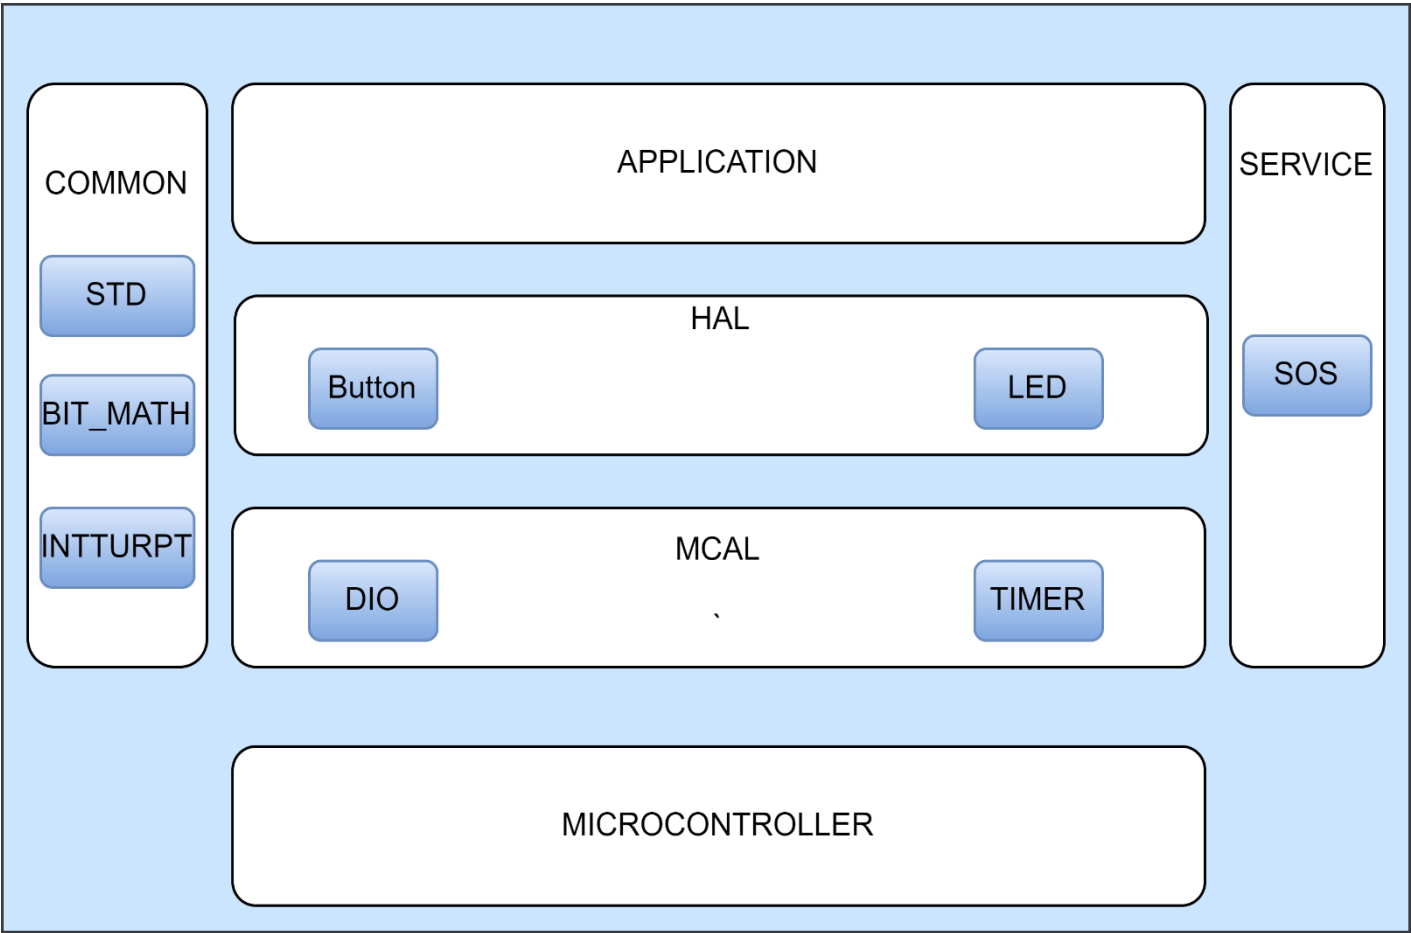 COMMON
STD
BIT_MATH
INTTURPT
APPLICATION
HAL
Button
LED
MCAL
DIO
`
TIMER
MICROCONTROLLER
SERVICE
SOS